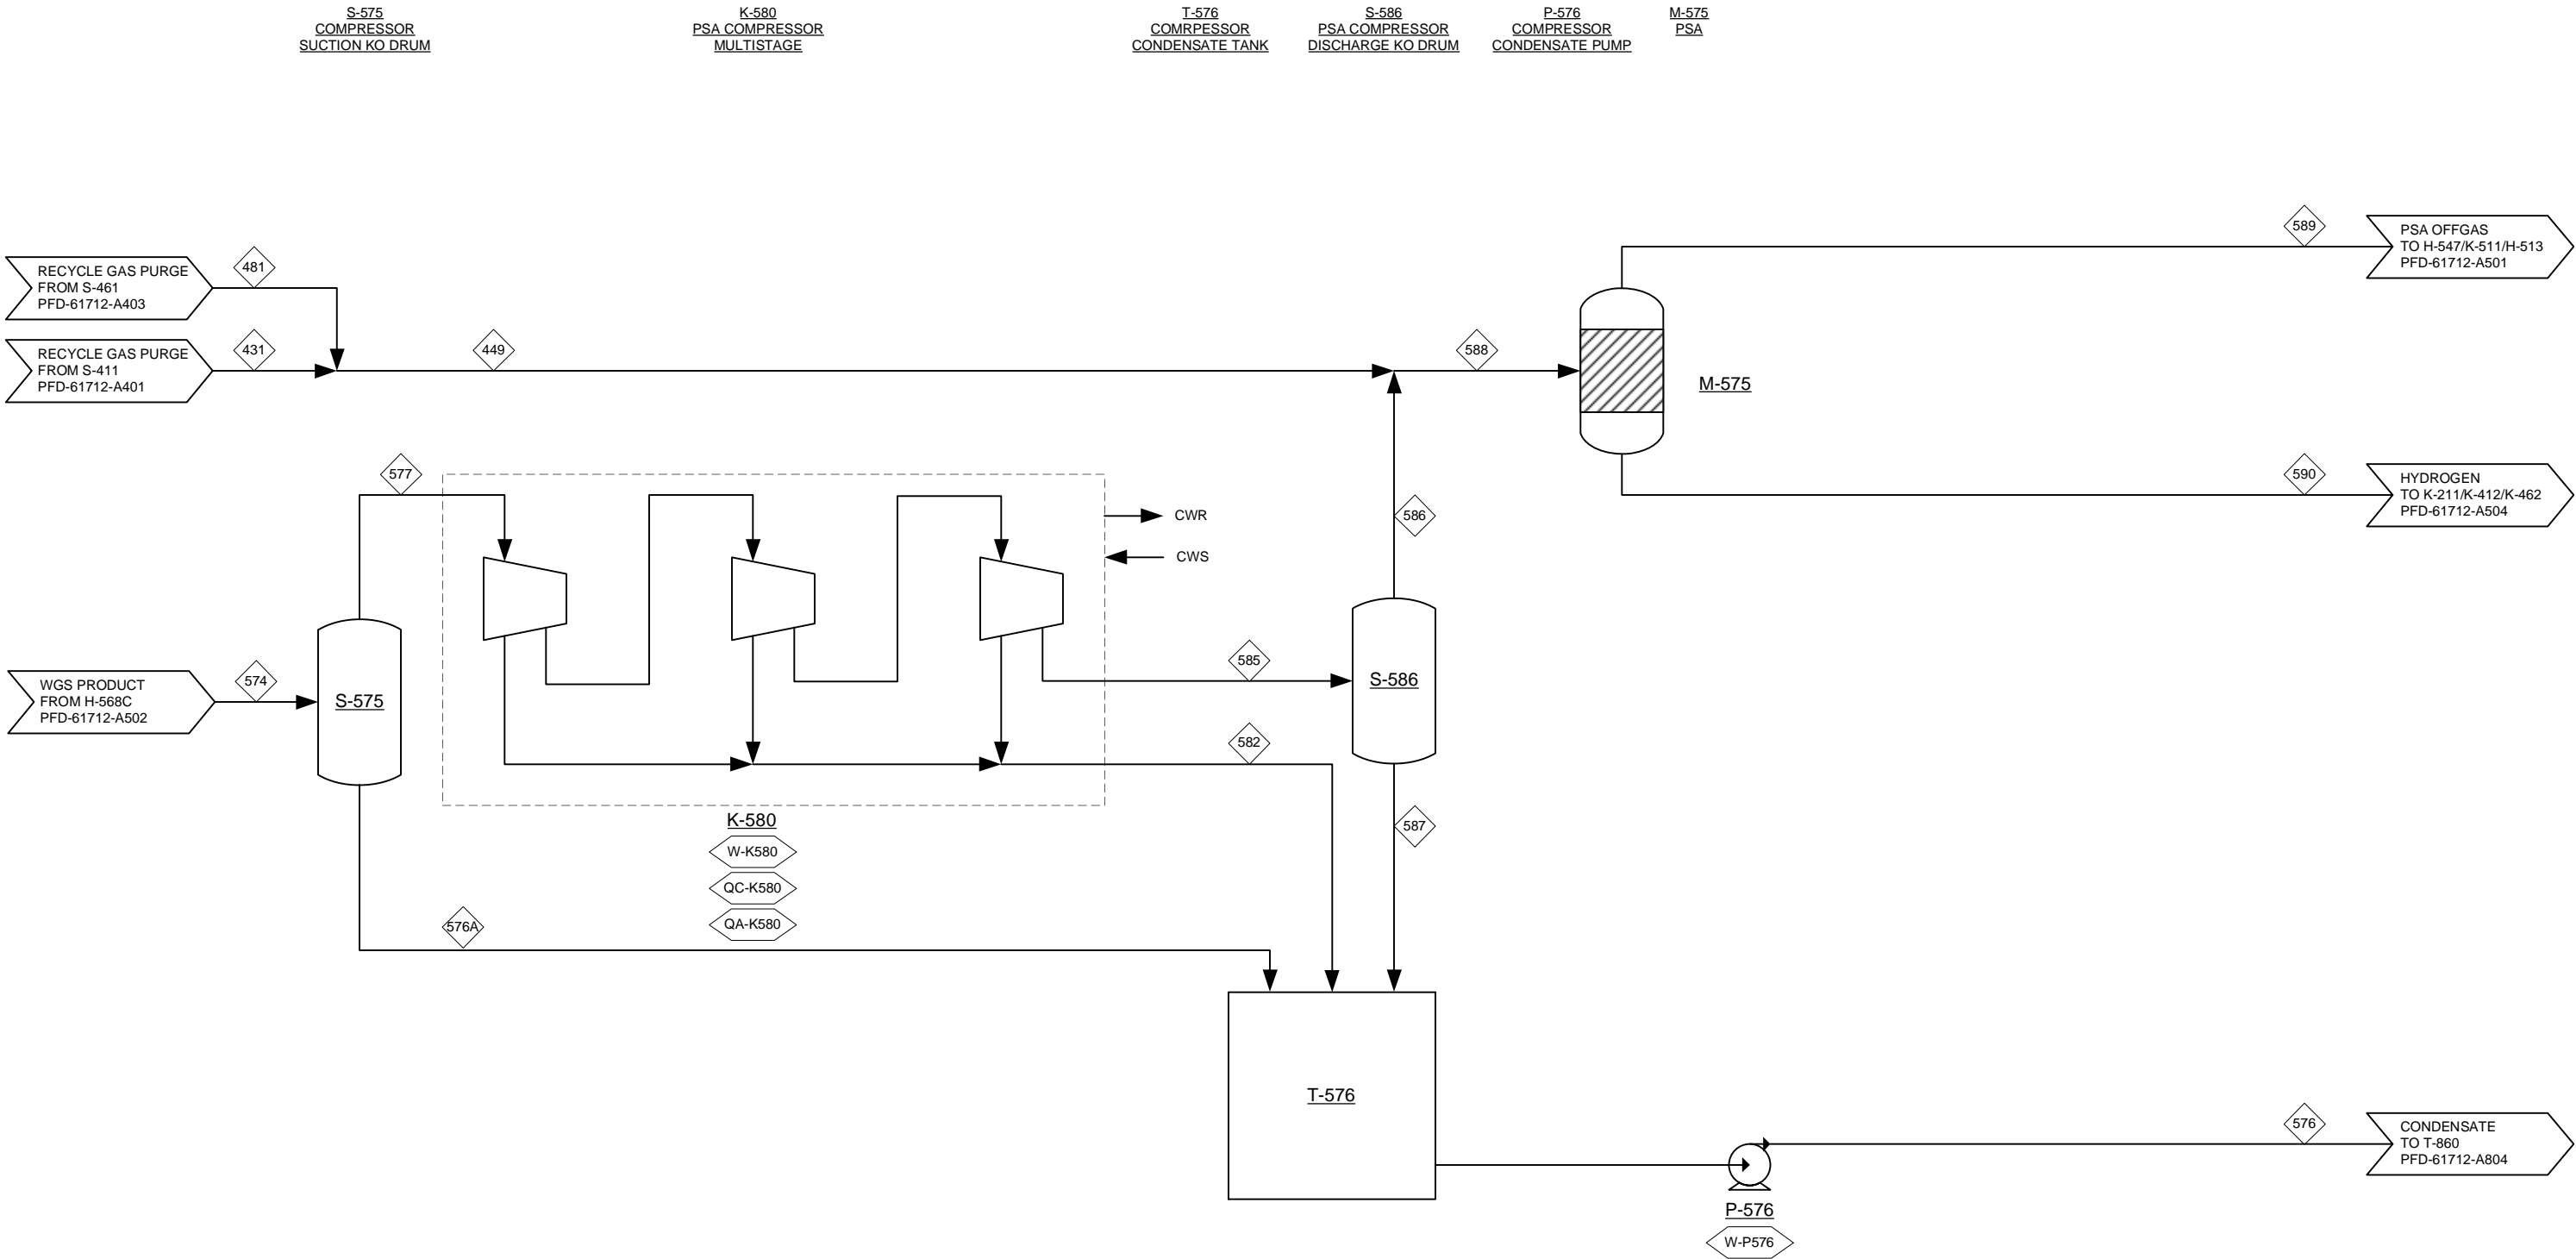 S-575
COMPRESSOR
SUCTION KO DRUM
K-580
PSA COMPRESSOR
MULTISTAGE
T-576
COMRPESSOR
CONDENSATE TANK
S-586
PSA COMPRESSOR
DISCHARGE KO DRUM
P-576
COMPRESSOR
CONDENSATE PUMP
M-575
PSA
589
PSA OFFGAS
TO H-547/K-511/H-513
PFD-61712-A501
RECYCLE GAS PURGE
FROM S-461
PFD-61712-A403
481
RECYCLE GAS PURGE
FROM S-411
PFD-61712-A401
431
449
588
M-575
577
590
HYDROGEN
TO K-211/K-412/K-462
PFD-61712-A504
CWR
CWS
586
WGS PRODUCT
FROM H-568C
PFD-61712-A502
574
S-575
585
S-586
582
K-580
W-K580
QC-K580
QA-K580
587
576A
T-576
576
CONDENSATE
TO T-860
PFD-61712-A804
P-576
W-P576